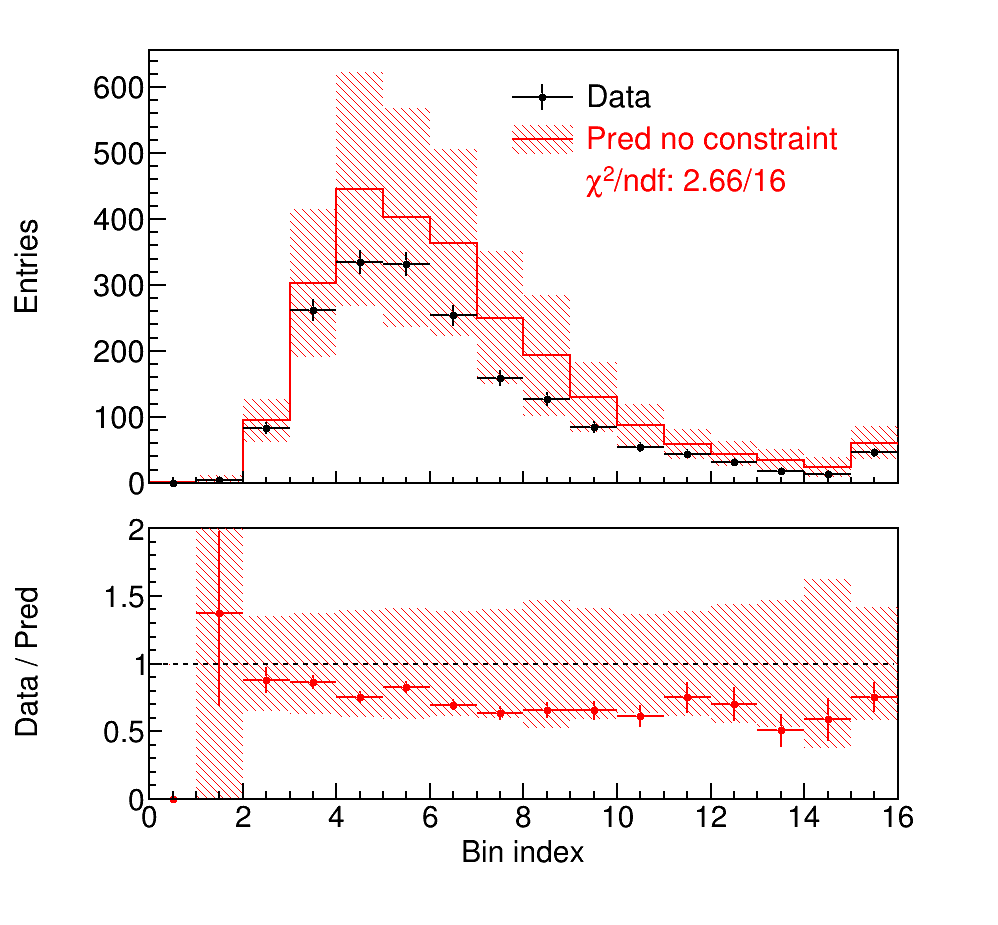 Entries
600
500
400
300
200
100
0
Data
Pred no constraint
χ²/ndf: 2.66/16
Data / Pred
2
1.5
1
0.5
0
0 2 4 6 8 10 12 14 16
Bin index